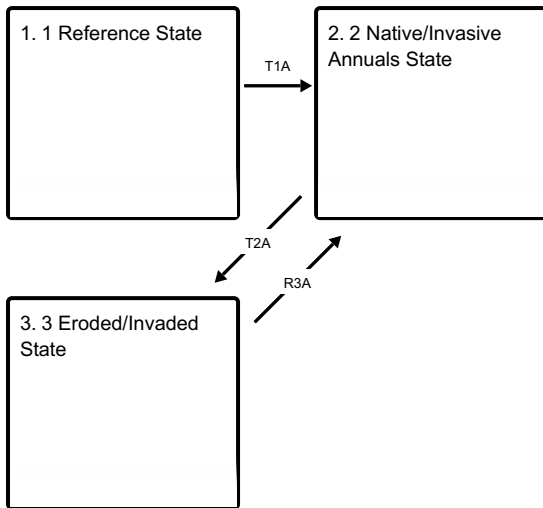 1. 1 Reference State
2. 2 Native/Invasive
Annuals State
T1A
T2A
R3A
3. 3 Eroded/Invaded
State